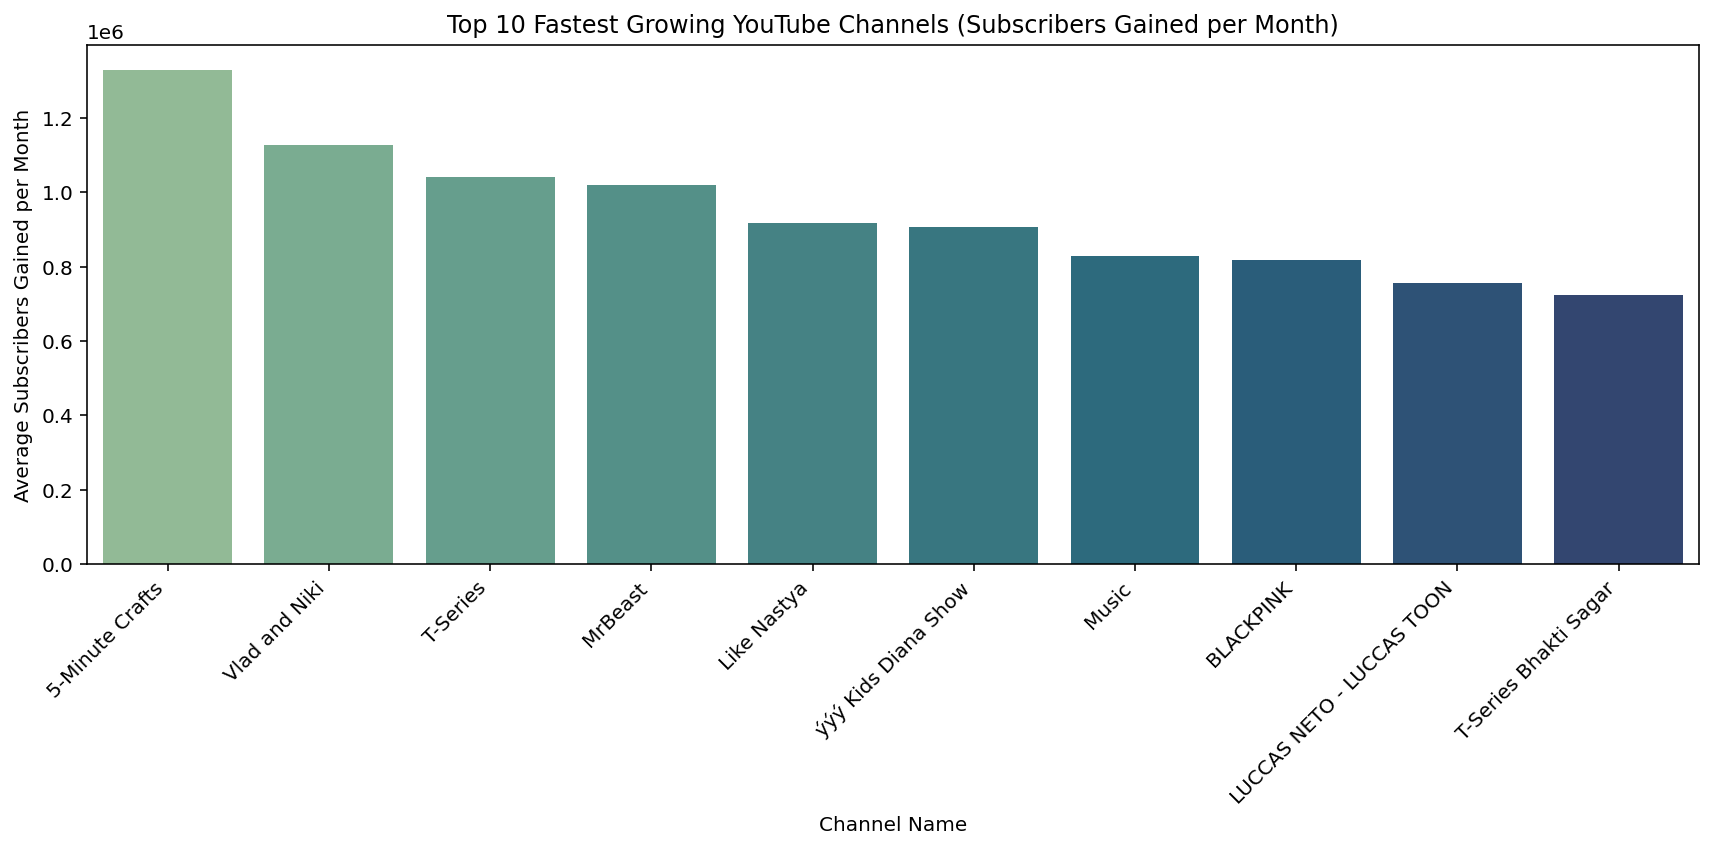 Top 10 Fastest Growing YouTube Channels (Subscribers Gained per Month)
1e6
Average Subscribers Gained per Month
1.2
1.0
0.8
0.6
0.4
0.2
0.0
5-Minute Crafts
Vlad and Niki
T-Series
MrBeast
Like Nastya
ýýý Kids Diana Show
Music
BLACKPINK
LUCCAS NETO - LUCCAS TOON
T-Series Bhakti Sagar
Channel Name